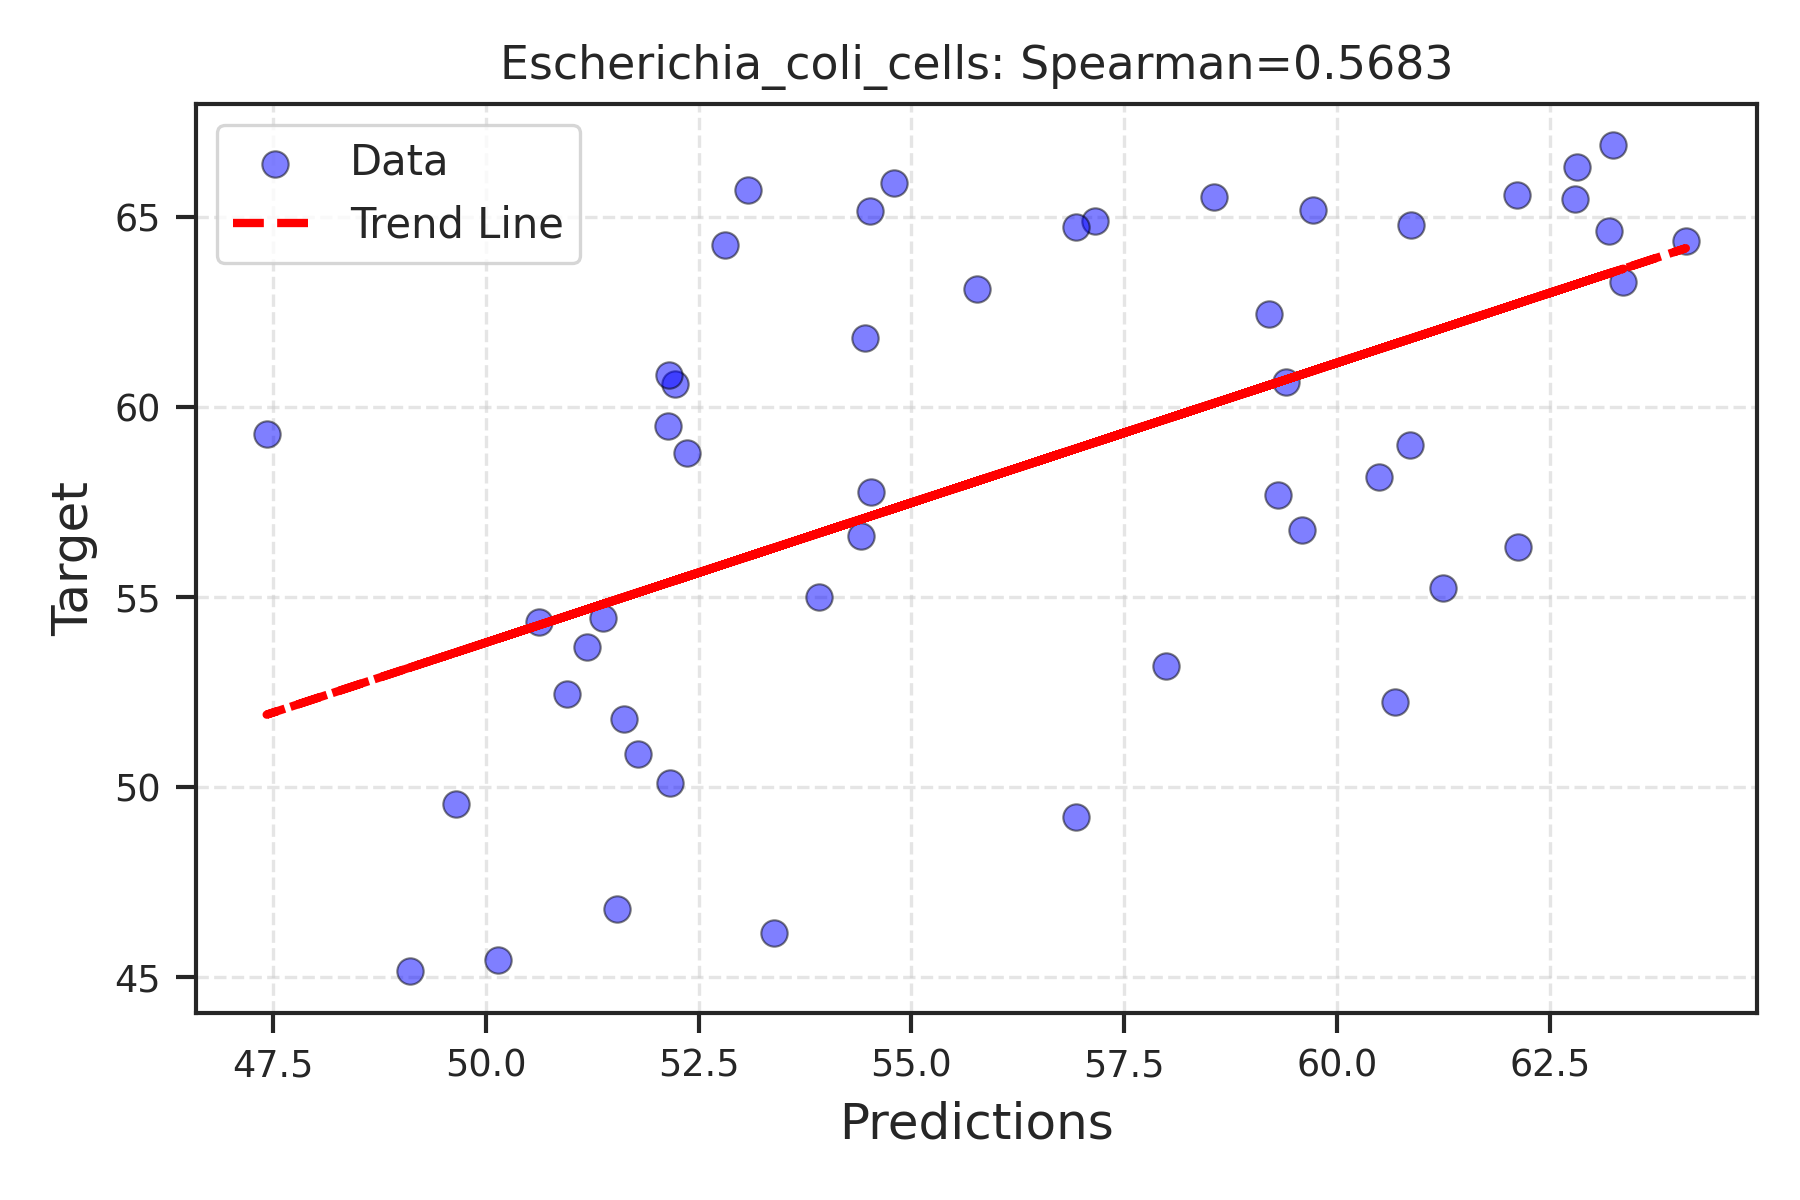 Escherichia_coli_cells: Spearman=0.5683
Data
Trend Line
65
60
55
50
45
Target
47.5 50.0 52.5 55.0 57.5 60.0 62.5
Predictions